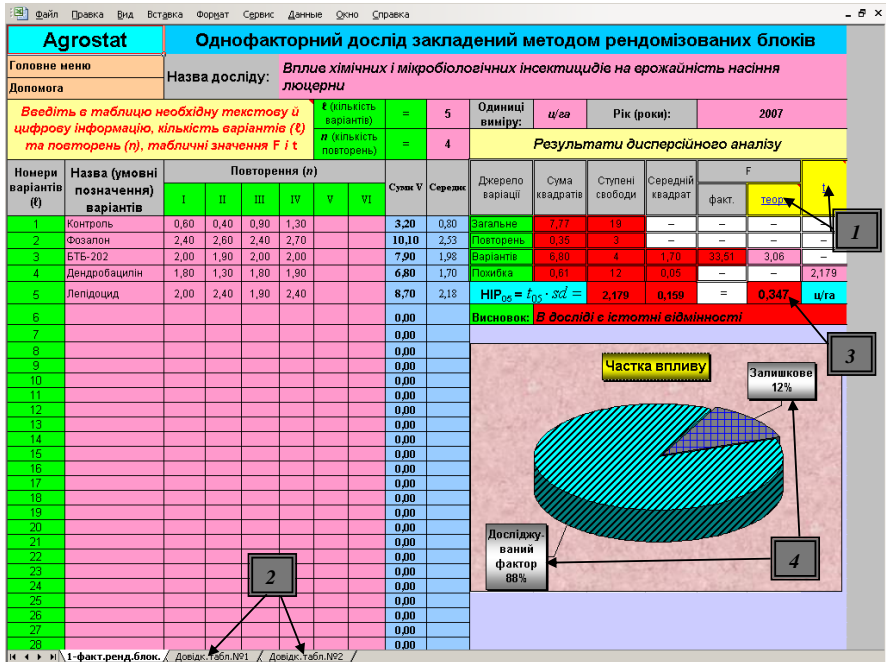 Файл Правка Вид Вставка Формат Сервис Данные Окно Справка
Agrostat Однофакторний дослід закладений методом рендомізованих блоків
Головне меню
Допомога
Назва досліду: Вплив хімічних і мікробіологічних інсектицидів на врожайність насіння
люцерни
Введіть в таблицю необхідну текстову й
цифрову інформацію, кількість варіантів (ℓ)
та повторень (n), табличні значення F і t
ℓ (кількість
варіантів) = 5
n (кількість
повторень) = 4
Одиниці
виміру: ц/га Рік (роки): 2007
Результати дисперсійного аналізу
Номери
варіантів
(ℓ)
Назва (умовні
позначення)
варіантів
Повторення (n)
I II III IV V VI
Суми V Середнє
Джерело
варіації
Сума
квадратів
Ступені
свободи
Середній
квадрат
F
факт. теор. t
1 Контроль 0,60 0,40 0,90 1,30 3,20 0,80
2 Фозалон 2,40 2,60 2,40 2,70 10,10 2,53
3 БТБ-202 2,00 1,90 2,00 2,00 7,90 1,98
4 Дендробацилін 1,80 1,30 1,80 1,90 6,80 1,70
5 Лепідоцид 2,00 2,40 1,90 2,40 8,70 2,18
6 0,00
7 0,00
8 0,00
9 0,00
10 0,00
11 0,00
12 0,00
13 0,00
14 0,00
15 0,00
16 0,00
17 0,00
18 0,00
19 0,00
20 0,00
21 0,00
22 0,00
23 0,00
24 0,00
25 0,00
26 0,00
27 0,00
28 0,00
Загальне 7,77 19 – – – –
Повторень 0,35 3 – – – –
Варіантів 6,80 4 1,70 33,51 3,06 –
Похибка 0,61 12 0,05 – – 2,179
НІР05 = t05 · sd = 2,179 0,159 = 0,347 ц/га
Висновок: В досліді є істотні відмінності
1
3
Частка впливу
Залишкове
12%
Досліджу-
ваний
фактор
88%
4
2
1-факт.ренд.блок. Довідк.табл.№1 Довідк.табл.№2